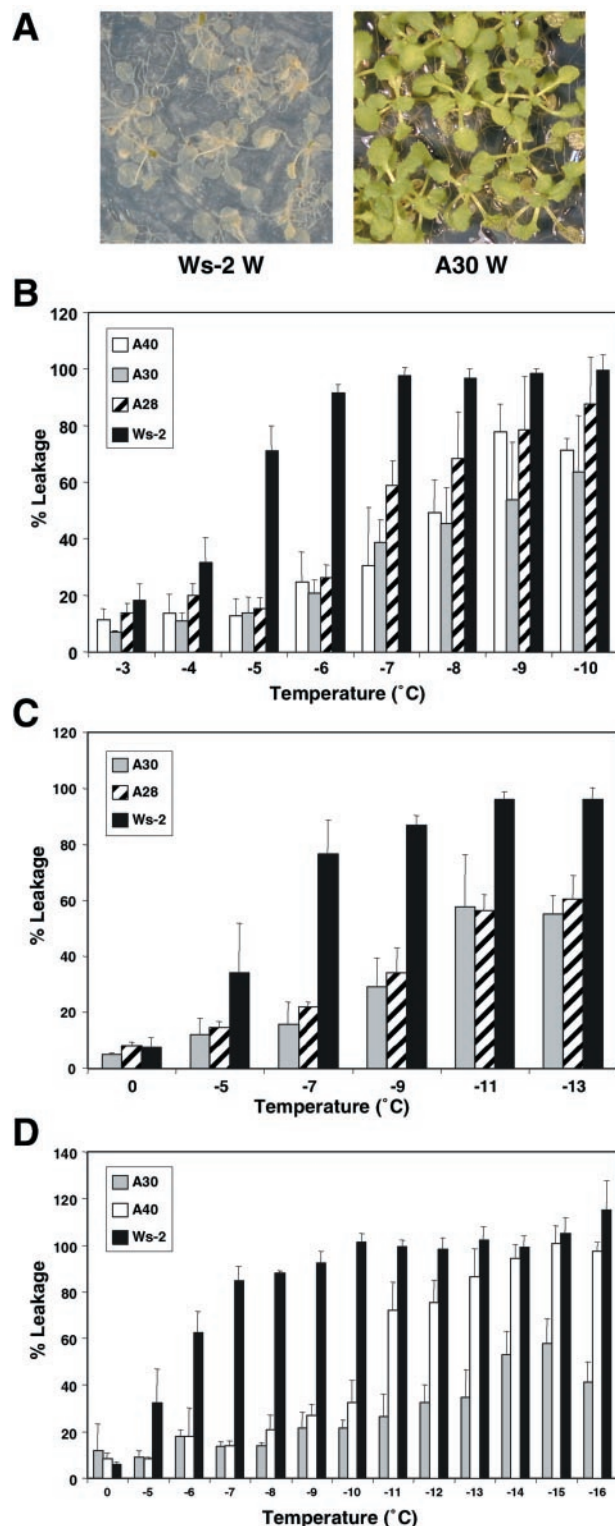 A
Ws-2 W A30 W
B
120
100
80
60
40
20
0
% Leakage
A40
A30
A28
Ws-2
-3 -4 -5 -6 -7 -8 -9 -10
Temperature (˚C)
C
120
100
80
60
40
20
0
% Leakage
A30
A28
Ws-2
0 -5 -7 -9 -11 -13
Temperature (˚C)
D
140
120
100
80
60
40
20
0
% Leakage
A30
A40
Ws-2
0 -5 -6 -7 -8 -9 -10 -11 -12 -13 -14 -15 -16
Temperature (˚C)